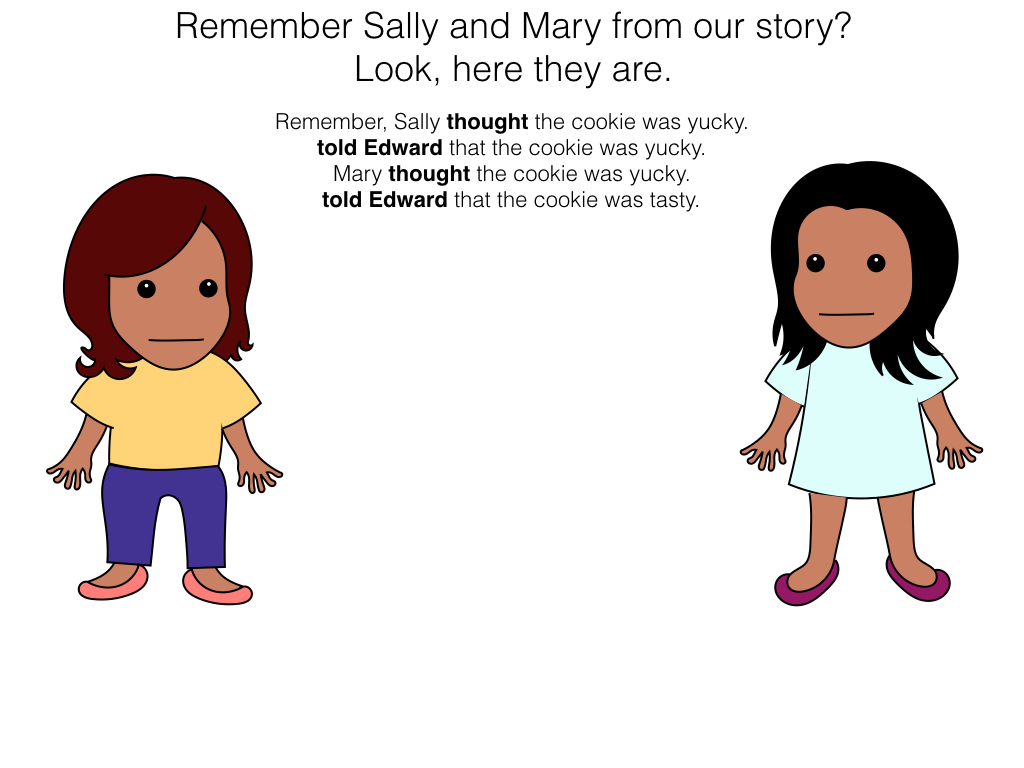 Remember Sally and Mary from our story?
Look, here they are.
Remember, Sally thought the cookie was yucky.
told Edward that the cookie was yucky.
Mary thought the cookie was yucky.
told Edward that the cookie was tasty.